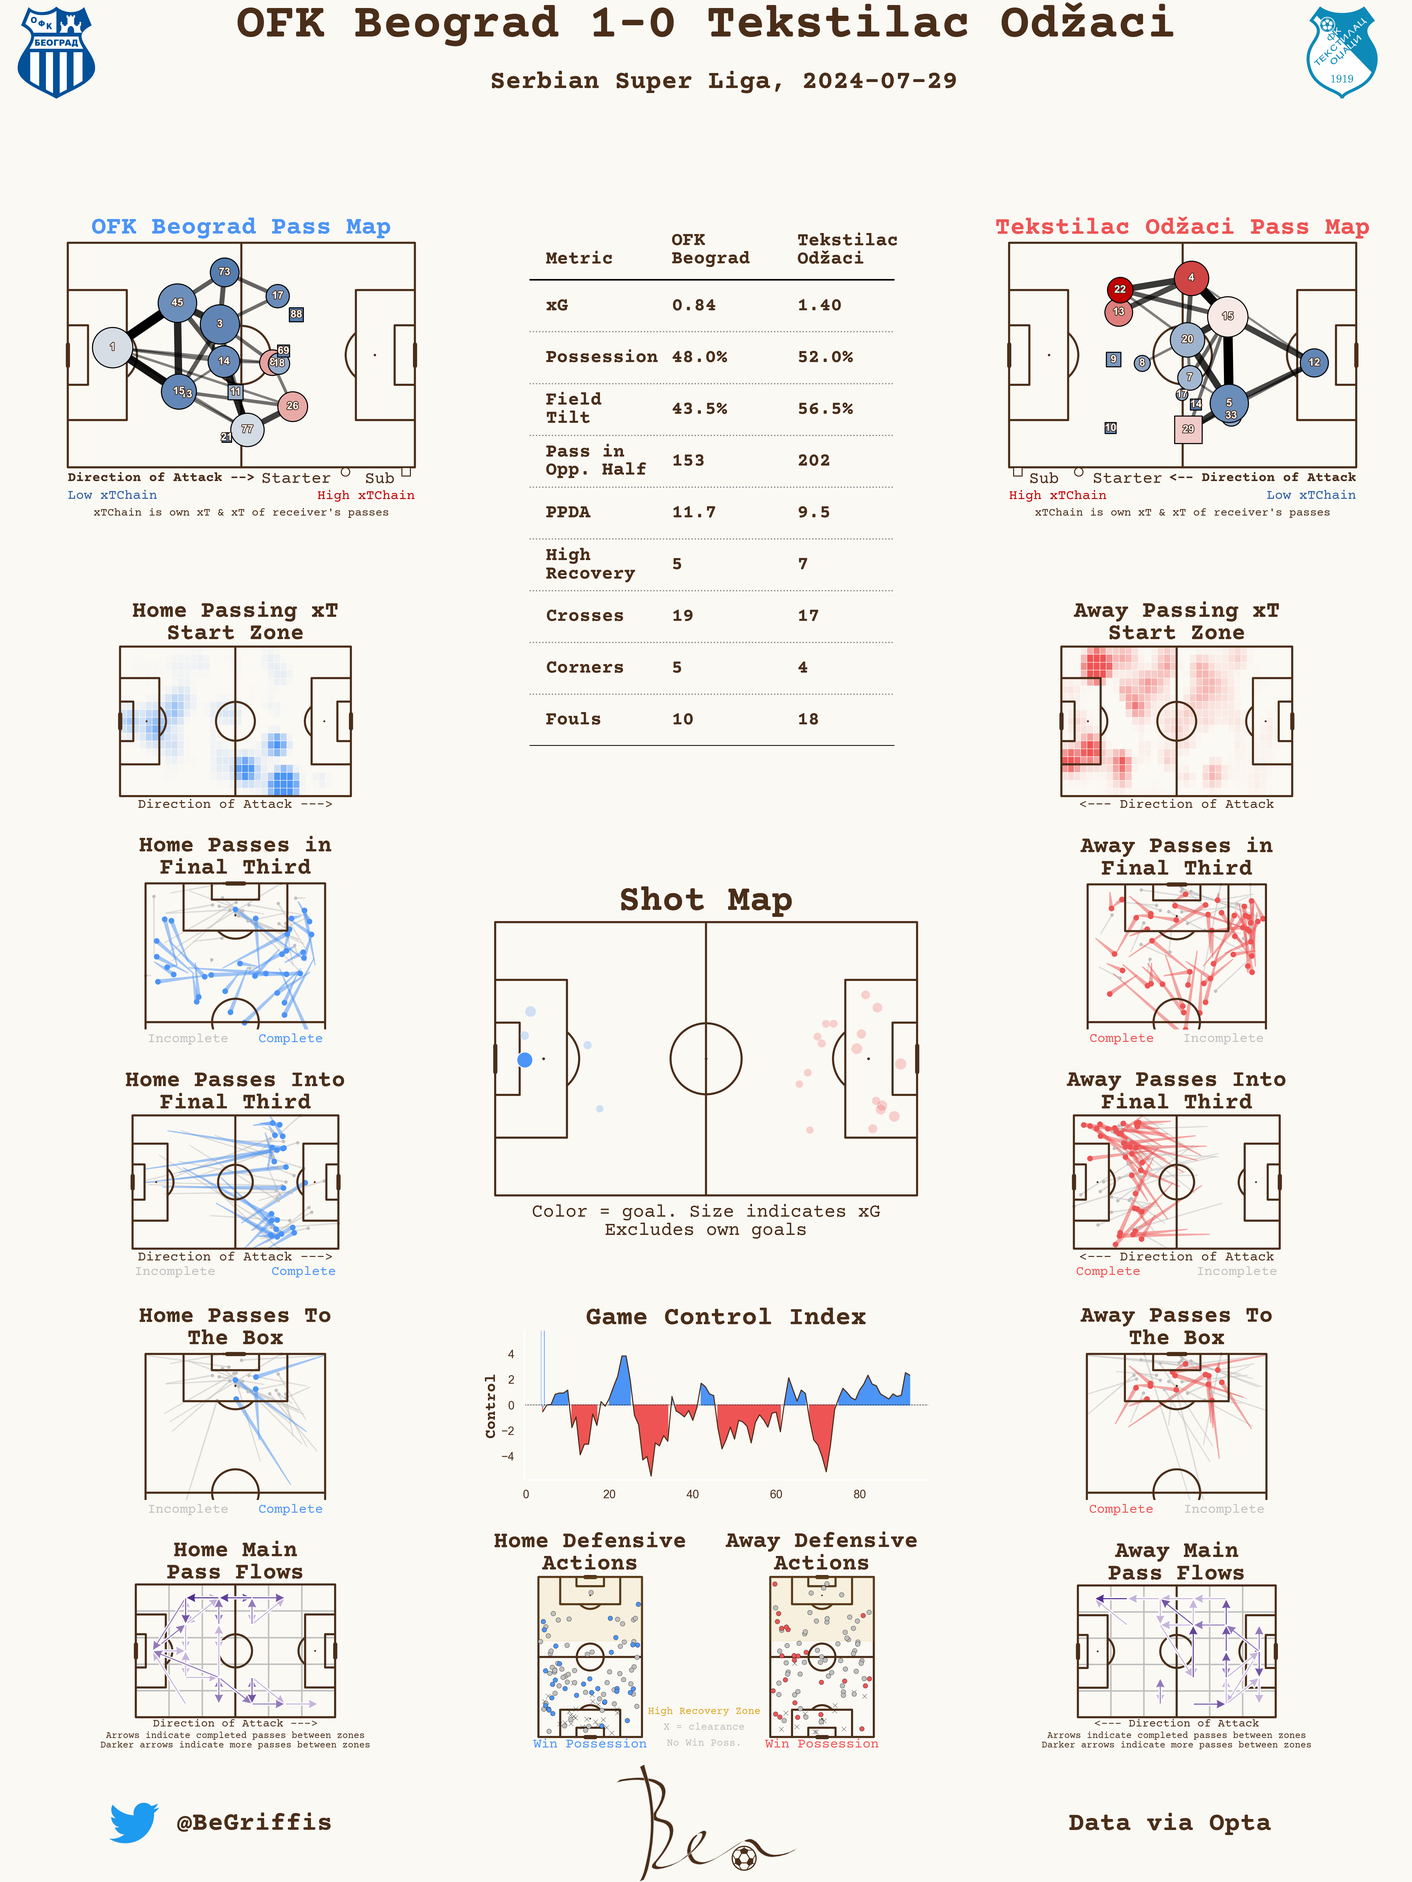 OFK Beograd 1-0 Tekstilac Odžaci
Serbian Super Liga, 2024-07-29
ОФК
БЕОГРАД
ФК
ТЕКСТИЛАЦ
ОЏАЦИ
1919
OFK Beograd Pass Map
73
17
88
45
3
1
69
14
18
15
11
26
77
21
Direction of Attack --> Starter Sub
Low xTChain High xTChain
xTChain is own xT & xT of receiver's passes
Metric OFK Beograd Tekstilac Odžaci
xG 0.84 1.40
Possession 48.0% 52.0%
Field Tilt 43.5% 56.5%
Pass in Opp. Half 153 202
PPDA 11.7 9.5
High Recovery 5 7
Crosses 19 17
Corners 5 4
Fouls 10 18
Tekstilac Odžaci Pass Map
4
22
13
15
20
9
8
12
7
17
14
5
33
10
29
Sub Starter <-- Direction of Attack
High xTChain Low xTChain
xTChain is own xT & xT of receiver's passes
Home Passing xT
Start Zone
Direction of Attack --->
Away Passing xT
Start Zone
<--- Direction of Attack
Home Passes in
Final Third
Incomplete Complete
Away Passes in
Final Third
Complete Incomplete
Shot Map
Color = goal. Size indicates xG
Excludes own goals
Home Passes Into
Final Third
Direction of Attack --->
Incomplete Complete
Away Passes Into
Final Third
<--- Direction of Attack
Complete Incomplete
Home Passes To
The Box
Incomplete Complete
Game Control Index
Control
4
2
0
−2
−4
0 20 40 60 80
Away Passes To
The Box
Complete Incomplete
Home Main
Pass Flows
Direction of Attack --->
Arrows indicate completed passes between zones
Darker arrows indicate more passes between zones
Home Defensive
Actions
Win Possession
High Recovery Zone
X = clearance
No Win Poss.
Away Defensive
Actions
Win Possession
Away Main
Pass Flows
<--- Direction of Attack
Arrows indicate completed passes between zones
Darker arrows indicate more passes between zones
@BeGriffis
Ben
Data via Opta